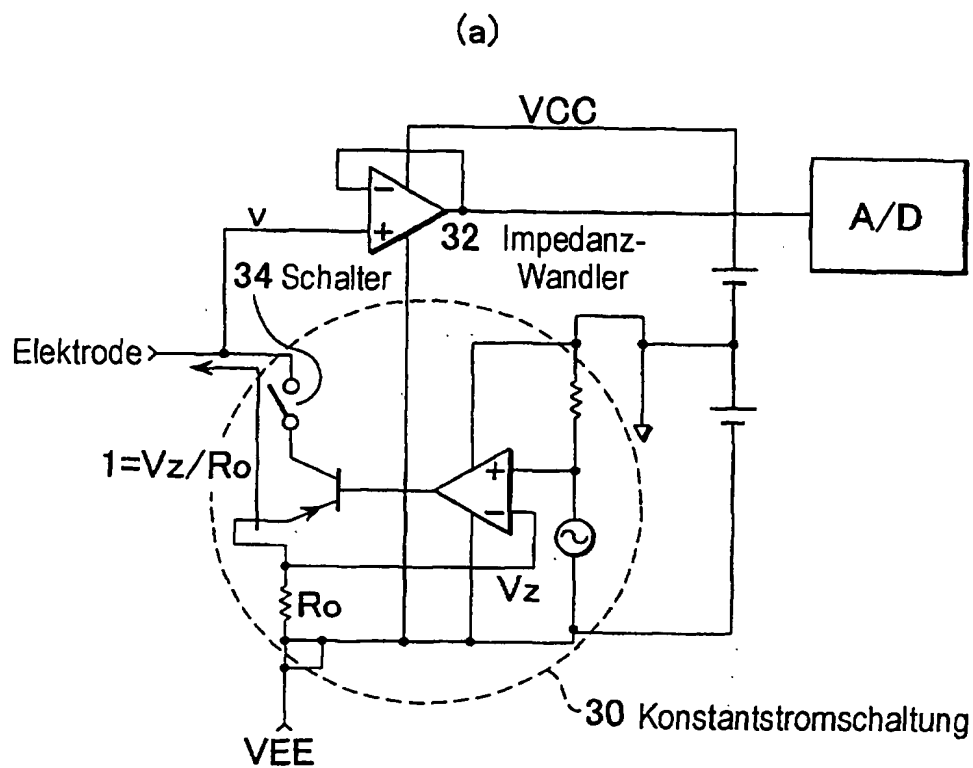 (a)
VCC
A/D
v
32 Impedanz-
Wandler
34 Schalter
Elektrode
1=Vz/Ro
+
−
+
−
Vz
Ro
30 Konstantstromschaltung
VEE